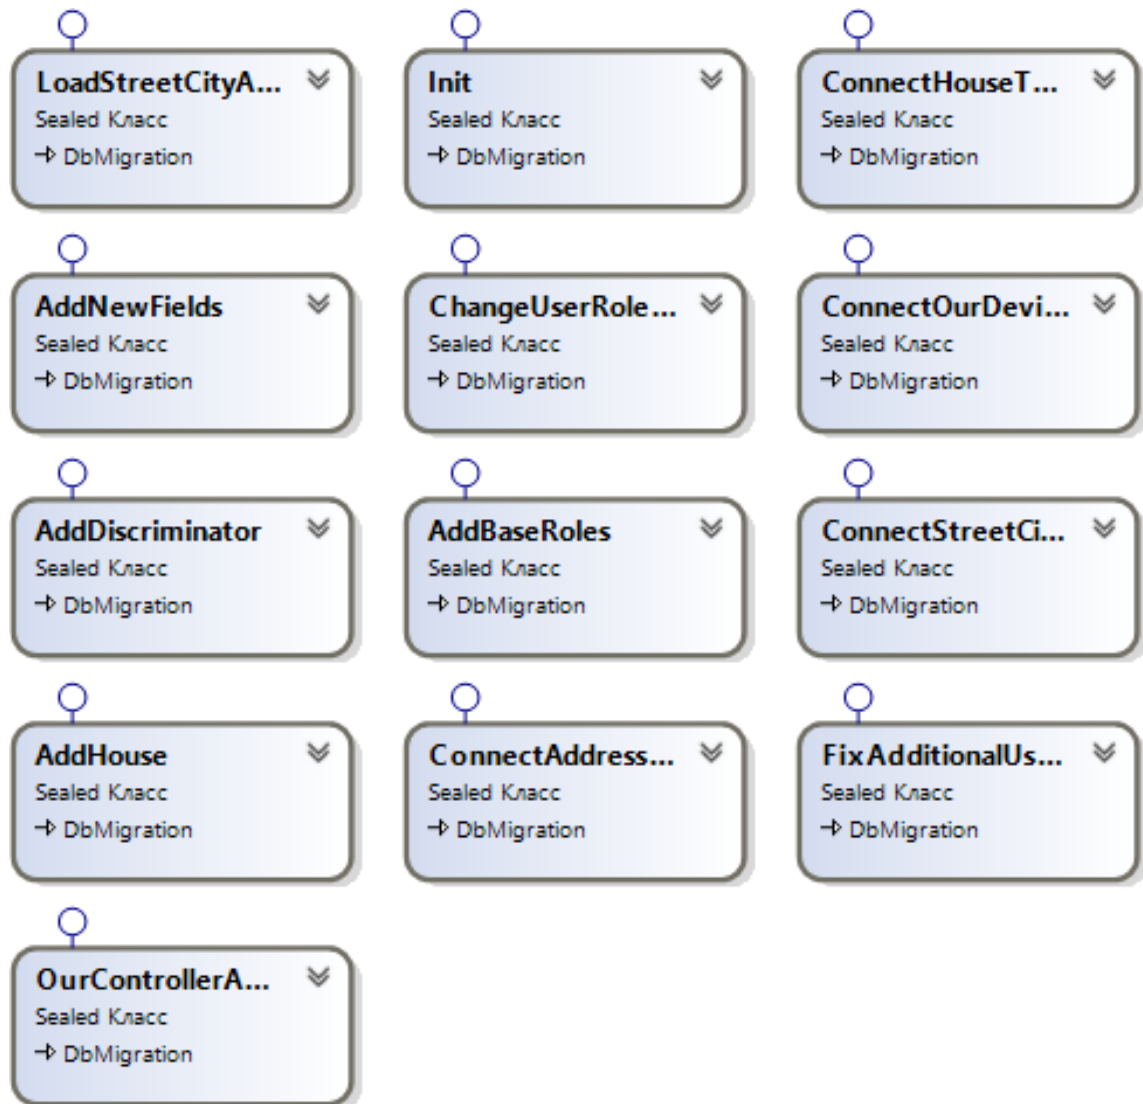 LoadStreetCityA...
Sealed Класс
DbMigration
Init
Sealed Класс
DbMigration
ConnectHouseT...
Sealed Класс
DbMigration
AddNewFields
Sealed Класс
DbMigration
ChangeUserRole...
Sealed Класс
DbMigration
ConnectOurDevi...
Sealed Класс
DbMigration
AddDiscriminator
Sealed Класс
DbMigration
AddBaseRoles
Sealed Класс
DbMigration
ConnectStreetCi...
Sealed Класс
DbMigration
AddHouse
Sealed Класс
DbMigration
ConnectAddress...
Sealed Класс
DbMigration
FixAdditionalUs...
Sealed Класс
DbMigration
OurControllerA...
Sealed Класс
DbMigration